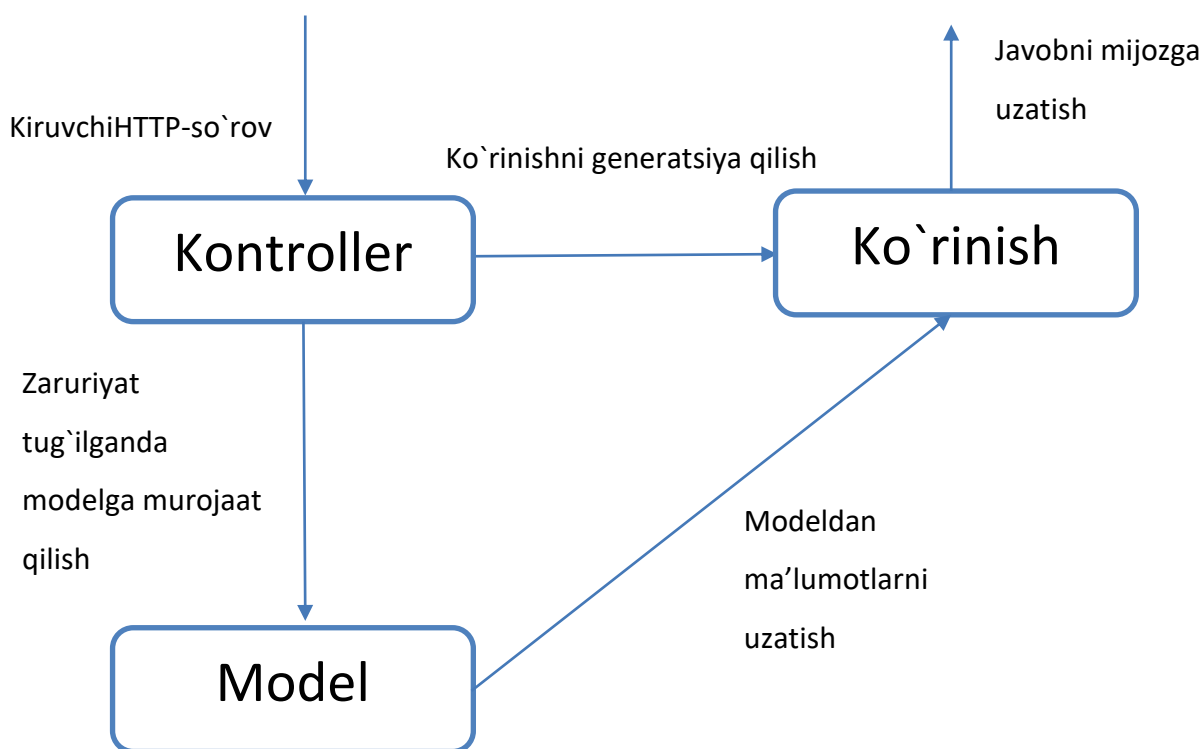 Javobni mijozga
uzatish
KiruvchiHTTP-so`rov
Ko`rinishni generatsiya qilish
Kontroller
Ko`rinish
Zaruriyat
tug`ilganda
modelga murojaat
qilish
Modeldan
ma’lumotlarni
uzatish
Model